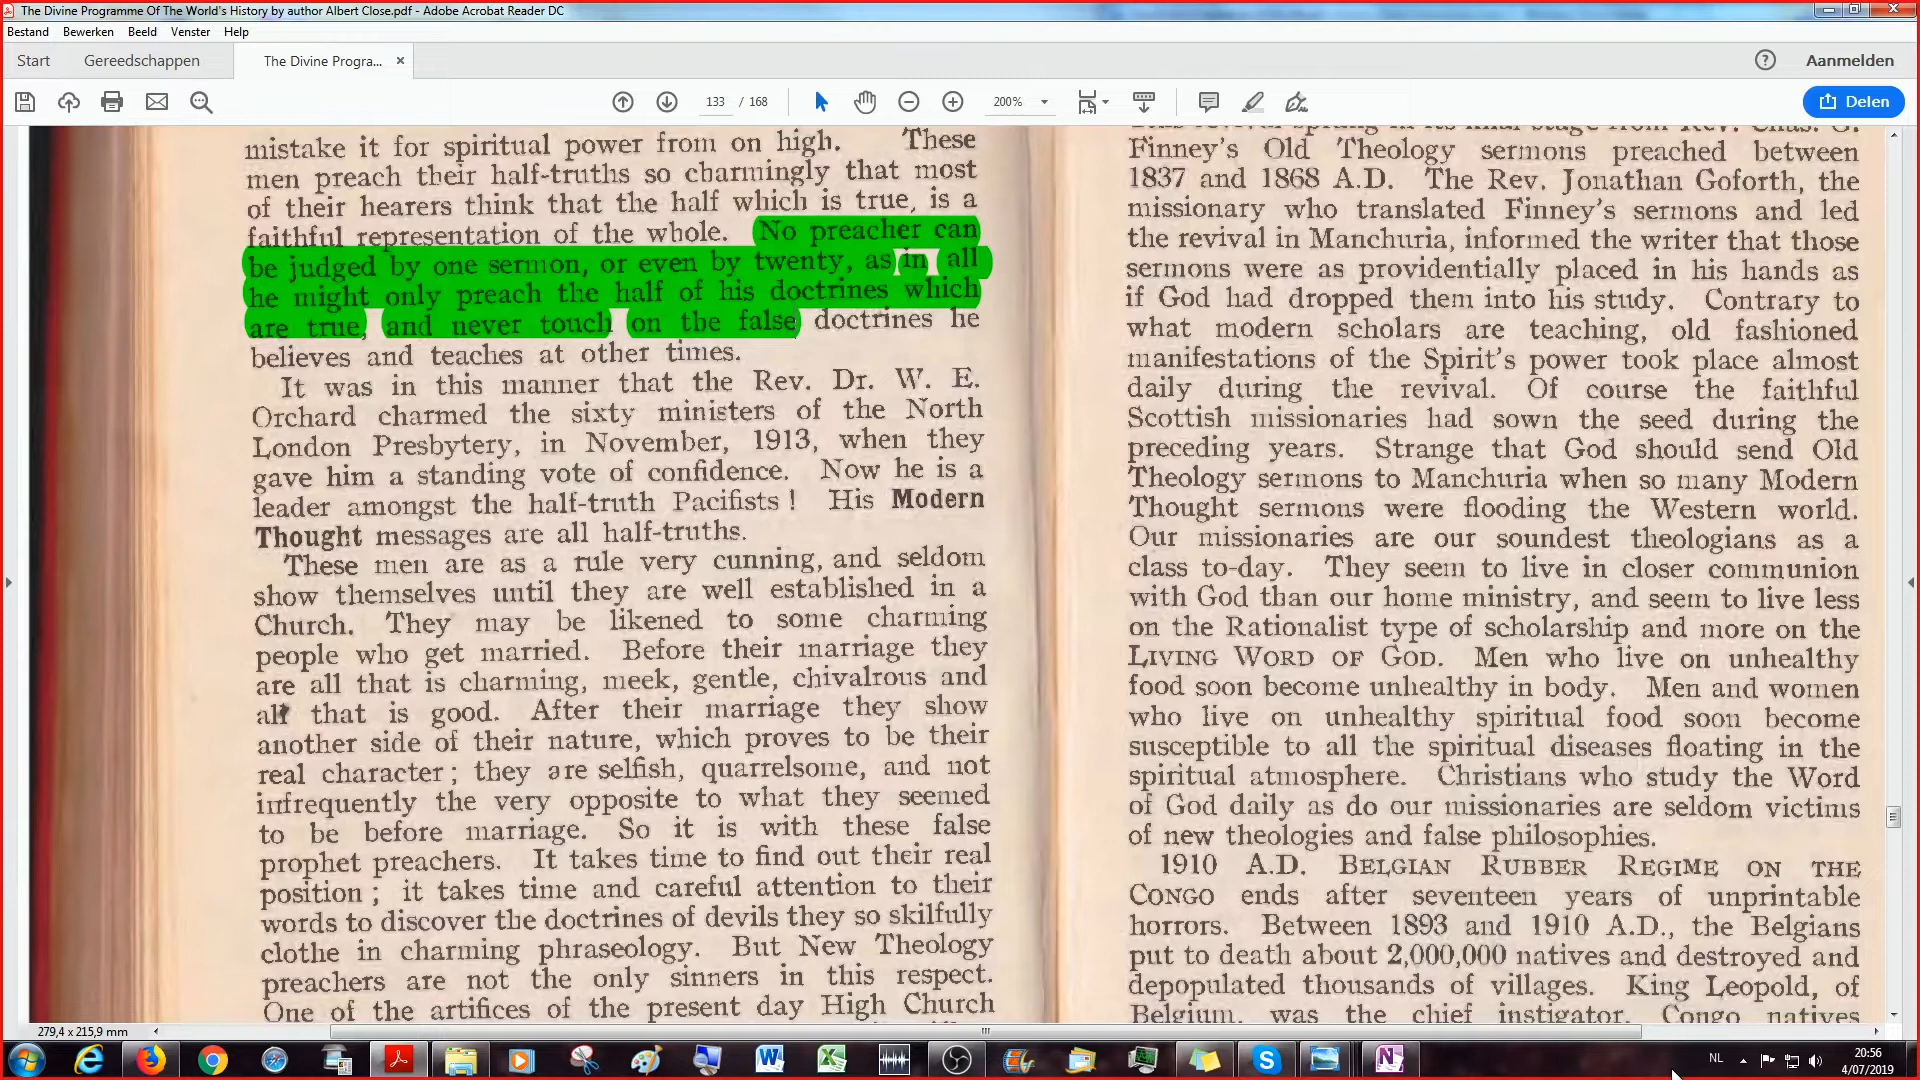 The Divine Programme Of The World's History by author Albert Close.pdf - Adobe Acrobat Reader DC
Bestand Bewerken Beeld Venster Help
Start Gereedschappen The Divine Progra... × Aanmelden
133 / 168 200% Delen
mistake it for spiritual power from on high. These
men preach their half-truths so charmingly that most
of their hearers think that the half which is true, is a
faithful representation of the whole. No preacher can
be judged by one sermon, or even by twenty, as in all
he might only preach the half of his doctrines which
are true, and never touch on the false doctrines he
believes and teaches at other times.
It was in this manner that the Rev. Dr. W. E.
Orchard charmed the sixty ministers of the North
London Presbytery, in November, 1913, when they
gave him a standing vote of confidence. Now he is a
leader amongst the half-truth Pacifists ! His Modern
Thought messages are all half-truths.
These men are as a rule very cunning, and seldom
show themselves until they are well established in a
Church. They may be likened to some charming
people who get married. Before their marriage they
are all that is charming, meek, gentle, chivalrous and
all that is good. After their marriage they show
another side of their nature, which proves to be their
real character ; they are selfish, quarrelsome, and not
infrequently the very opposite to what they seemed
to be before marriage. So it is with these false
prophet preachers. It takes time to find out their real
position ; it takes time and careful attention to their
words to discover the doctrines of devils they so skilfully
clothe in charming phraseology. But New Theology
preachers are not the only sinners in this respect.
One of the artifices of the present day High Church
This revival sprung in its final stage from Rev. Chas. G.
Finney's Old Theology sermons preached between
1837 and 1868 A.D. The Rev. Jonathan Goforth, the
missionary who translated Finney's sermons and led
the revival in Manchuria, informed the writer that those
sermons were as providentially placed in his hands as
if God had dropped them into his study. Contrary to
what modern scholars are teaching, old fashioned
manifestations of the Spirit's power took place almost
daily during the revival. Of course the faithful
Scottish missionaries had sown the seed during the
preceding years. Strange that God should send Old
Theology sermons to Manchuria when so many Modern
Thought sermons were flooding the Western world.
Our missionaries are our soundest theologians as a
class to-day. They seem to live in closer communion
with God than our home ministry, and seem to live less
on the Rationalist type of scholarship and more on the
LIVING WORD OF GOD. Men who live on unhealthy
food soon become unhealthy in body. Men and women
who live on unhealthy spiritual food soon become
susceptible to all the spiritual diseases floating in the
spiritual atmosphere. Christians who study the Word
of God daily as do our missionaries are seldom victims
of new theologies and false philosophies.
1910 A.D. BELGIAN RUBBER REGIME ON THE
CONGO ends after seventeen years of unprintable
horrors. Between 1893 and 1910 A.D., the Belgians
put to death about 2,000,000 natives and destroyed and
depopulated thousands of villages. King Leopold, of
Belgium, was the chief instigator. Congo natives
279,4 x 215,9 mm
NL
20:56
4/07/2019